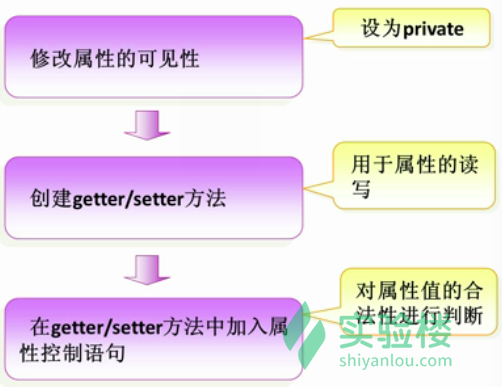 修改属性的可见性
设为private
创建getter/setter方法
用于属性的读
写
在getter/setter方法中加入属
性控制语句
对属性值的合
法性进行判断
实验楼
shiyanlou.com